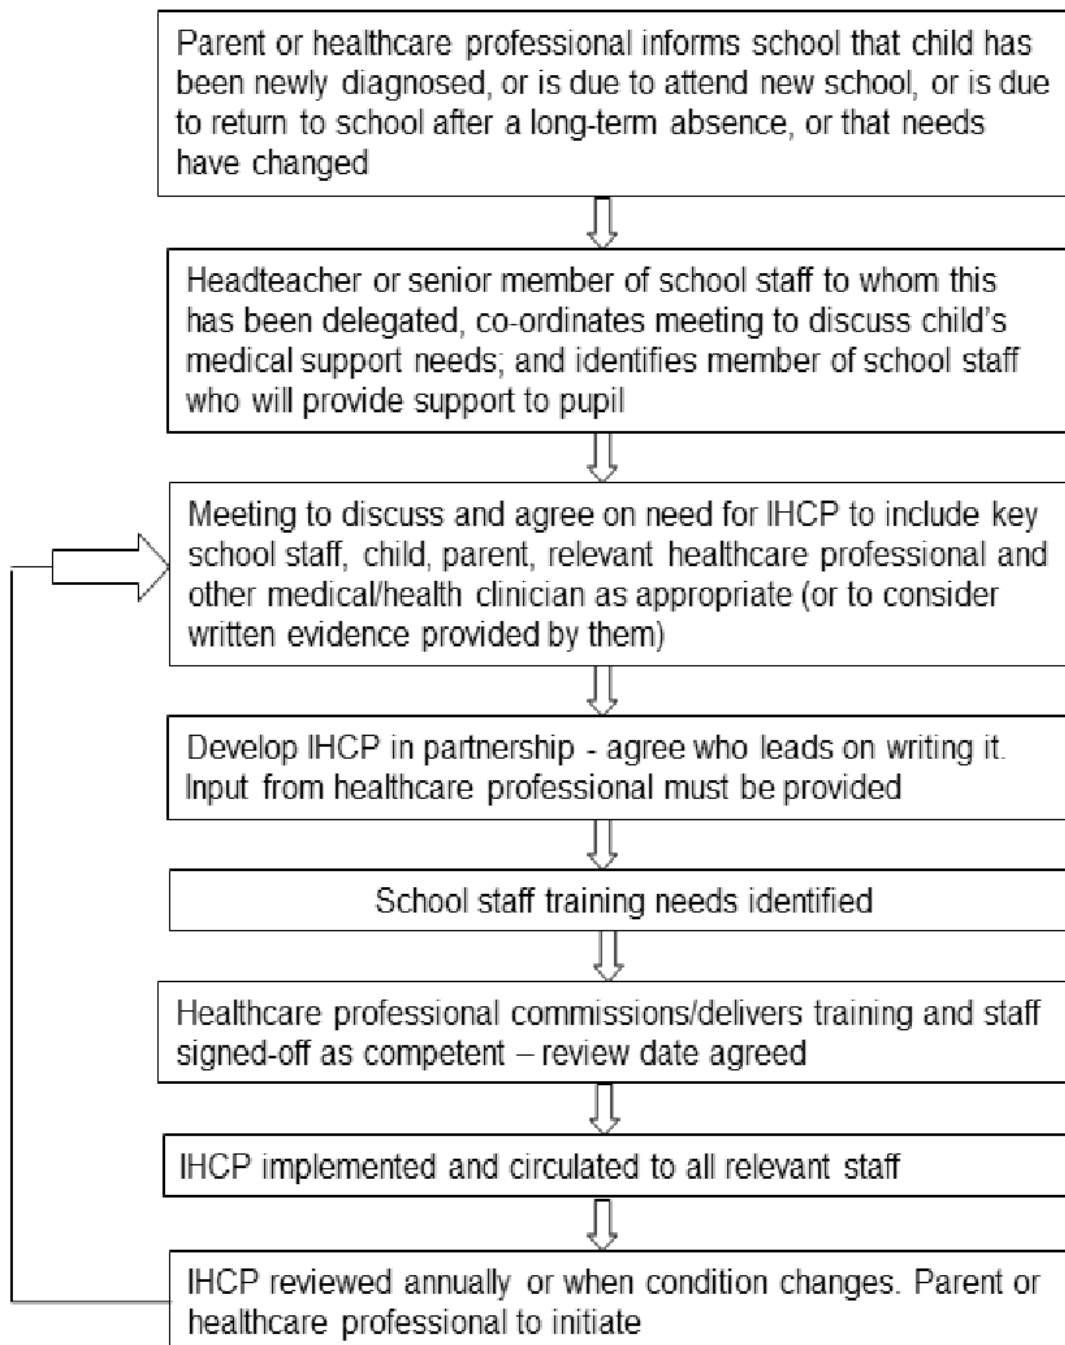 Parent or healthcare professional informs school that child has
been newly diagnosed, or is due to attend new school, or is due
to return to school after a long-term absence, or that needs
have changed
Headteacher or senior member of school staff to whom this
has been delegated, co-ordinates meeting to discuss child's
medical support needs; and identifies member of school staff
who will provide support to pupil
Meeting to discuss and agree on need for IHCP to include key
school staff, child, parent, relevant healthcare professional and
other medical/health clinician as appropriate (or to consider
written evidence provided by them)
Develop IHCP in partnership - agree who leads on writing it.
Input from healthcare professional must be provided
School staff training needs identified
Healthcare professional commissions/delivers training and staff
signed-off as competent – review date agreed
IHCP implemented and circulated to all relevant staff
IHCP reviewed annually or when condition changes. Parent or
healthcare professional to initiate